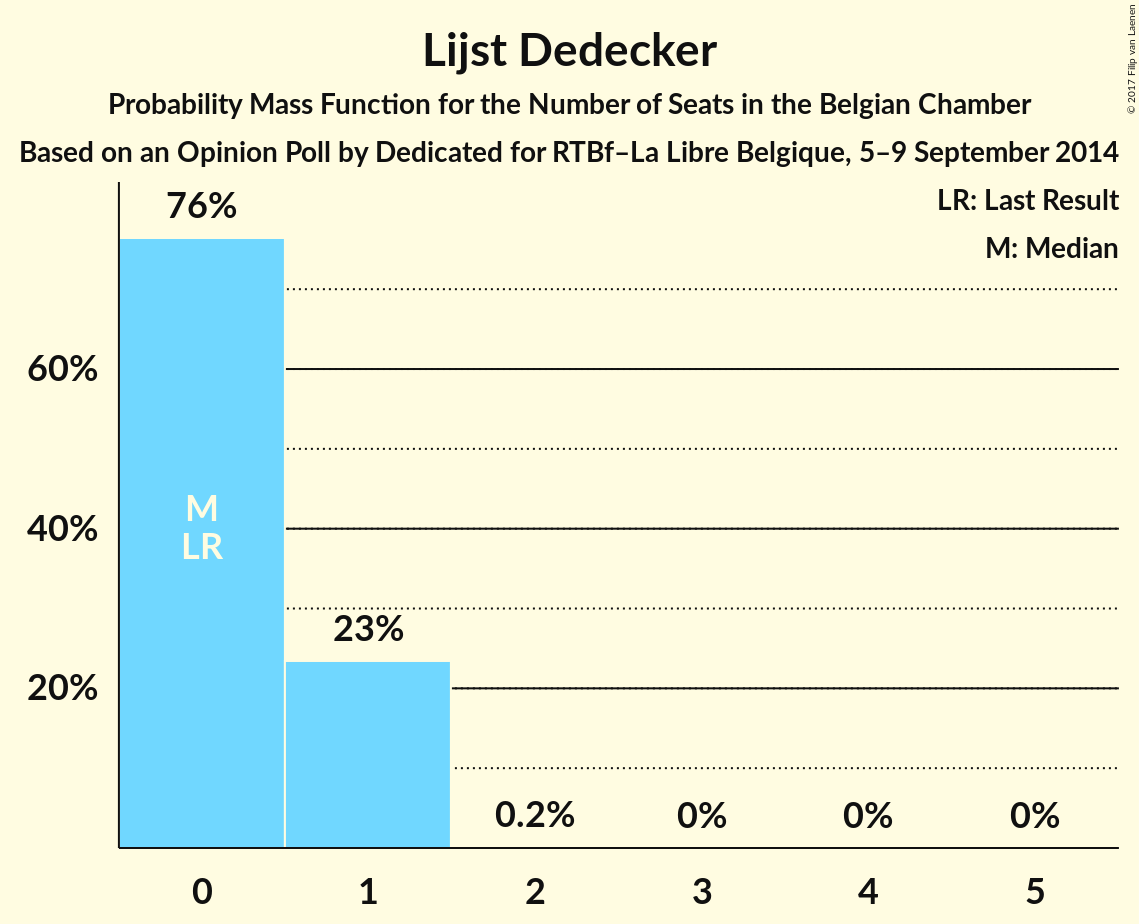 Lijst Dedecker
Probability Mass Function for the Number of Seats in the Belgian Chamber
Based on an Opinion Poll by Dedicated for RTBf–La Libre Belgique, 5–9 September 2014
© 2017 Filip van Laenen
LR: Last Result
M: Median
76%
60%
M
40%
LR
23%
20%
0.2%
0%
0%
0%
0
1
2
3
4
5